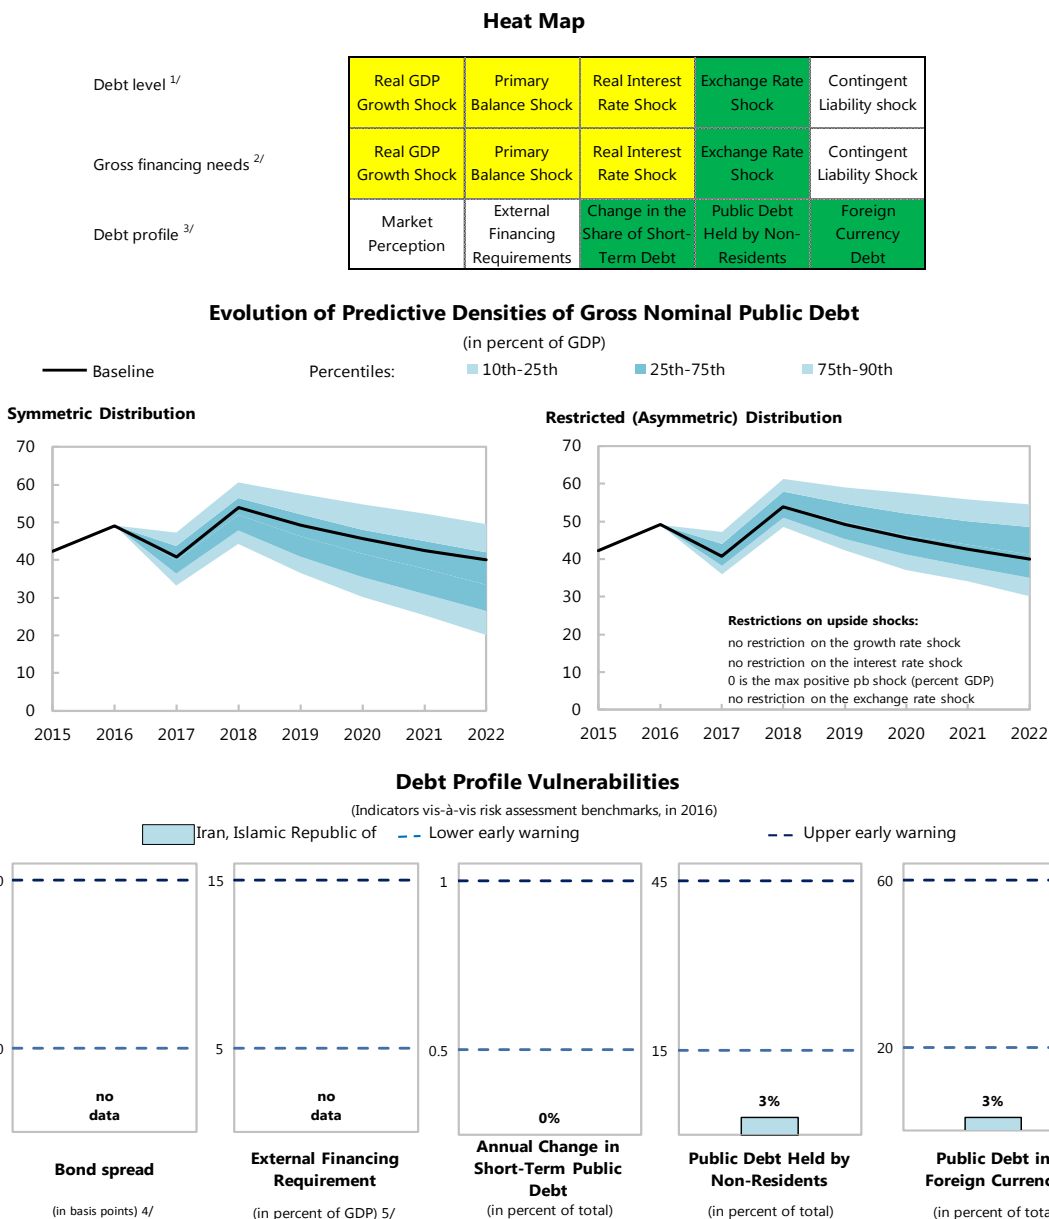 Heat Map
Debt level 1/
Real GDP Growth Shock
Primary Balance Shock
Real Interest Rate Shock
Exchange Rate Shock
Contingent Liability shock
Gross financing needs 2/
Real GDP Growth Shock
Primary Balance Shock
Real Interest Rate Shock
Exchange Rate Shock
Contingent Liability Shock
Debt profile 3/
Market Perception
External Financing Requirements
Change in the Share of Short-Term Debt
Public Debt Held by Non-Residents
Foreign Currency Debt
Evolution of Predictive Densities of Gross Nominal Public Debt
(in percent of GDP)
Baseline
Percentiles:
10th-25th
25th-75th
75th-90th
Symmetric Distribution
70
60
50
40
30
20
10
0
2015 2016 2017 2018 2019 2020 2021 2022
Restricted (Asymmetric) Distribution
70
60
50
40
30
20
10
0
Restrictions on upside shocks:
no restriction on the growth rate shock
no restriction on the interest rate shock
0 is the max positive pb shock (percent GDP)
no restriction on the exchange rate shock
2015 2016 2017 2018 2019 2020 2021 2022
Debt Profile Vulnerabilities
(Indicators vis-à-vis risk assessment benchmarks, in 2016)
Iran, Islamic Republic of
Lower early warning
Upper early warning
0
0
no
data
Bond spread
(in basis points) 4/
15
5
no
data
External Financing
Requirement
(in percent of GDP) 5/
1
0.5
0%
Annual Change in
Short-Term Public
Debt
(in percent of total)
45
15
3%
Public Debt Held by
Non-Residents
(in percent of total)
60
20
3%
Public Debt in
Foreign Currenc
(in percent of tota